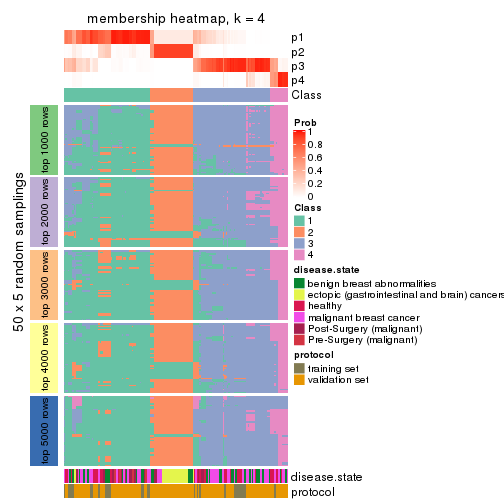 membership heatmap, k = 4
p1
p2
p3
p4
Class
50 x 5 random samplings
top 1000 rows
top 2000 rows
top 3000 rows
top 4000 rows
top 5000 rows
disease.state
protocol
Prob
1
0.8
0.6
0.4
0.2
0
Class
1
2
3
4
disease.state
benign breast abnormalities
ectopic (gastrointestinal and brain) cancers
healthy
malignant breast cancer
Post-Surgery (malignant)
Pre-Surgery (malignant)
protocol
training set
validation set